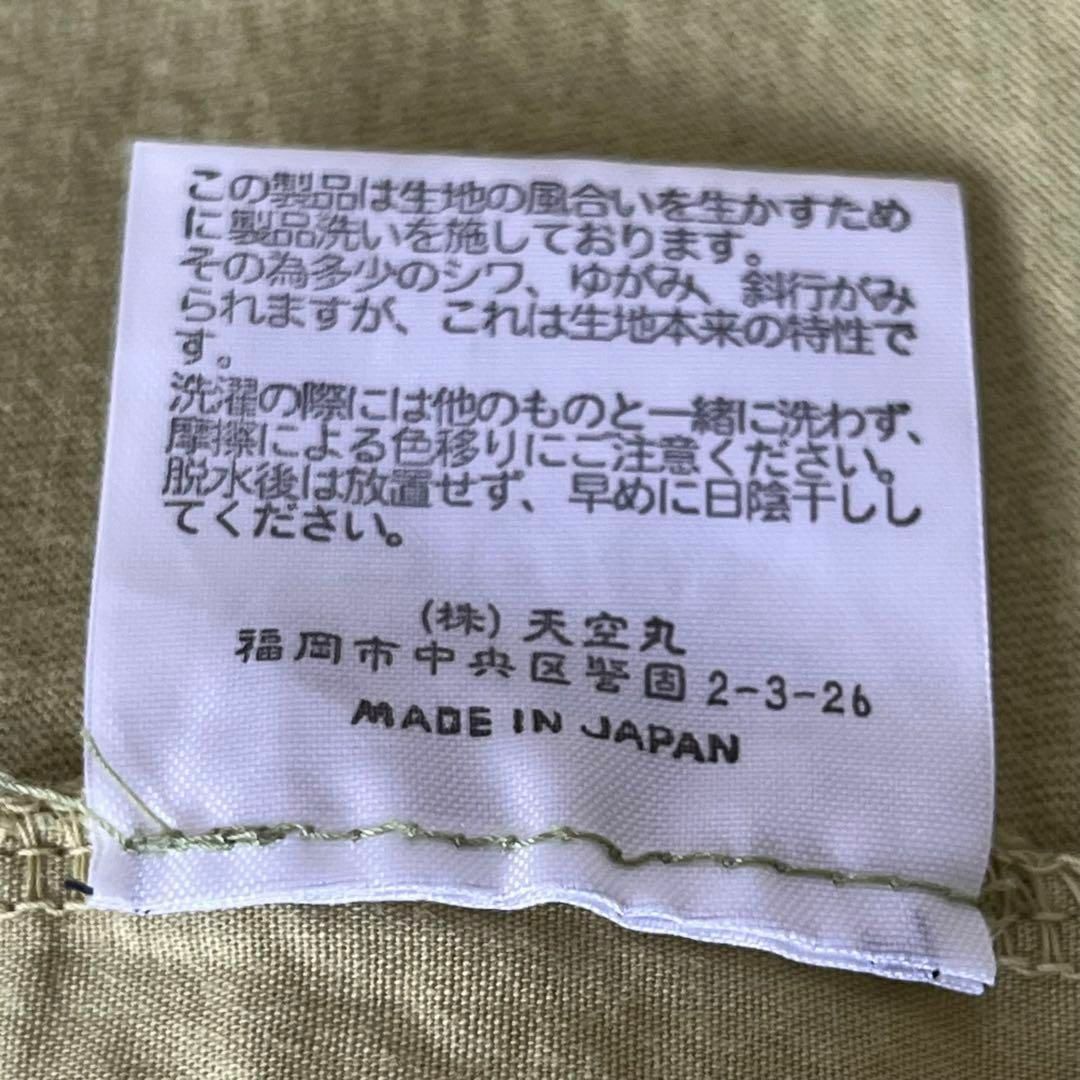 この製品は生地の風合いを生かすため
に製品洗いを施しております。
その為多少のシワ、ゆがみ、斜行がみ
られますが、これは生地本来の特性で
す。
洗濯の際には他のものと一緒に洗わず、
摩擦による色移りにご注意ください。
脱水後は放置せず、早めに日陰干しし
てください。
(株)天空丸
福岡市中央区警固2-3-26
MADE IN JAPAN